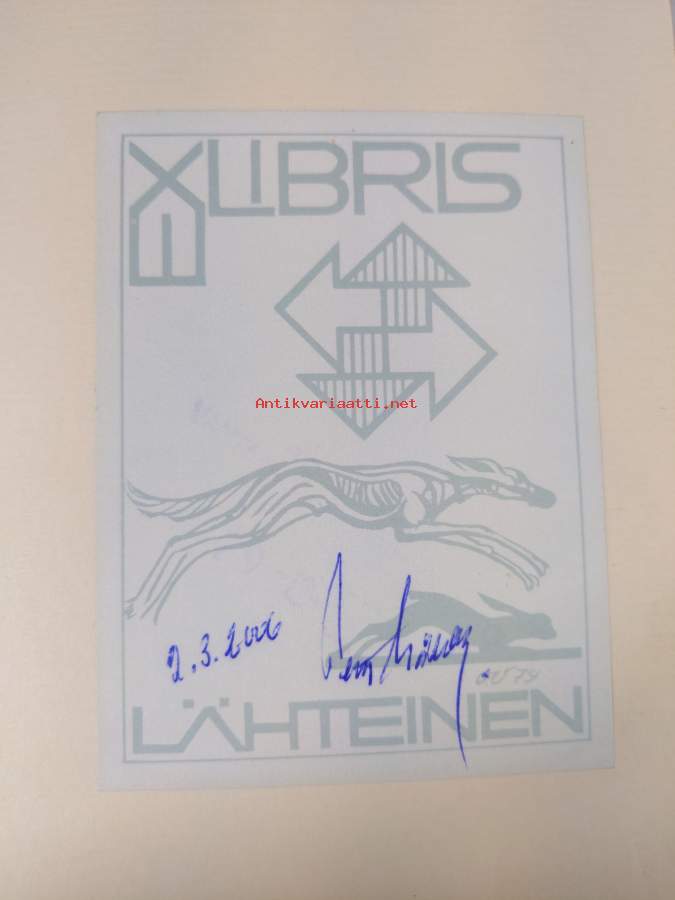 EXLIBRIS
Antikvariaatti.net
2.3.2006
LÄHTEINEN